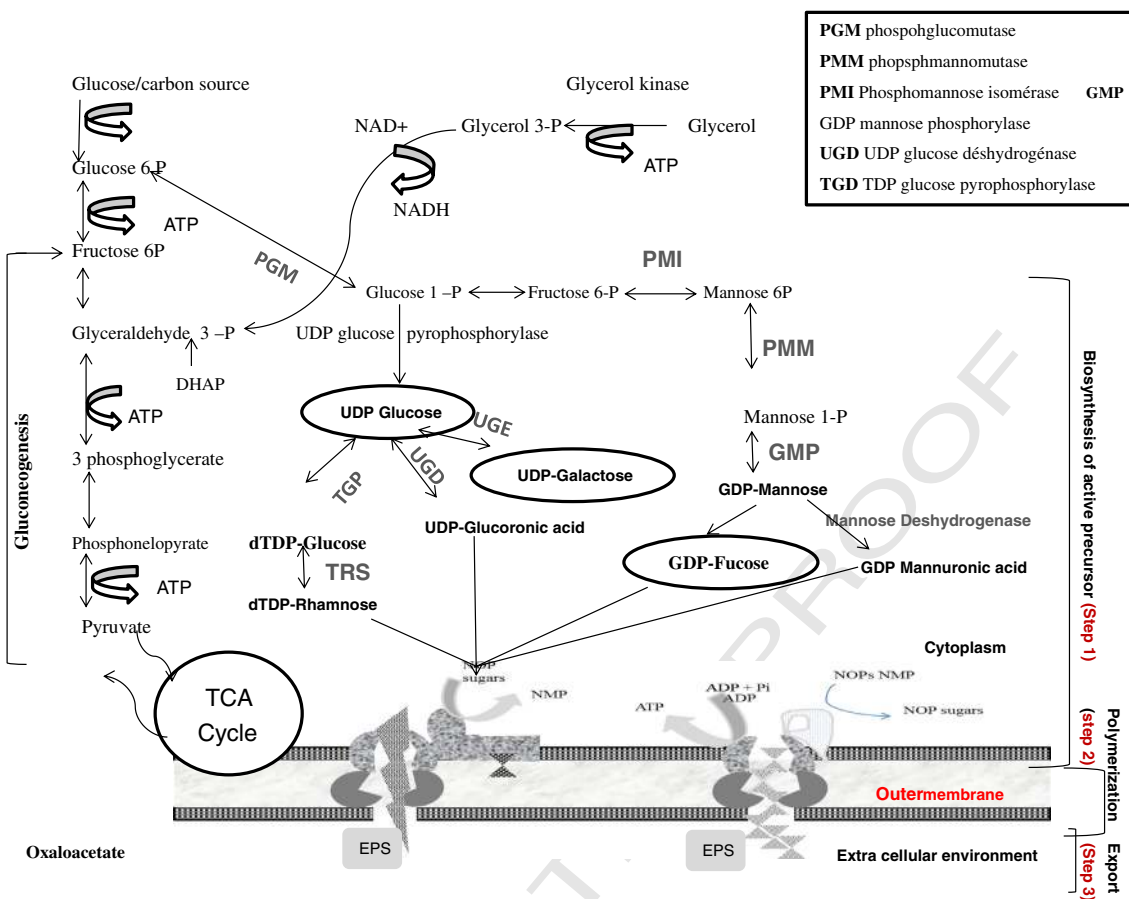 PGM phospohglucomutase
PMM phopsphmannomutase
PMI Phosphomannose isomérase GMP
GDP mannose phosphorylase
UGD UDP glucose déshydrogénase
TGD TDP glucose pyrophosphorylase
Glucose/carbon source
Glycerol kinase
NAD+
Glycerol 3-P
Glycerol
ATP
Glucose 6-P
NADH
ATP
Fructose 6P
PGM
PMI
Glucose 1 –P
Fructose 6-P
Mannose 6P
Glyceraldehyde 3 –P
UDP glucose pyrophosphorylase
PMM
DHAP
ATP
UDP Glucose
UGE
Mannose 1-P
3 phosphoglycerate
TGP
UGD
UDP-Galactose
GMP
GDP-Mannose
UDP-Glucoronic acid
Mannose Deshydrogenase
Phosphonelopyrate
dTDP-Glucose
TRS
GDP-Fucose
GDP Mannuronic acid
ATP
dTDP-Rhamnose
Pyruvate
Gluconeogenesis
Cytoplasm
NOP
sugars
NMP
ADP + Pi
ADP
ATP
NOPs NMP
NOP sugars
TCA
Cycle
Outermembrane
EPS
EPS
Oxaloacetate
Extra cellular environment
Biosynthesis of active precursor (Step 1)
Polymerization
(step 2)
Export
(Step 3)
PROOF